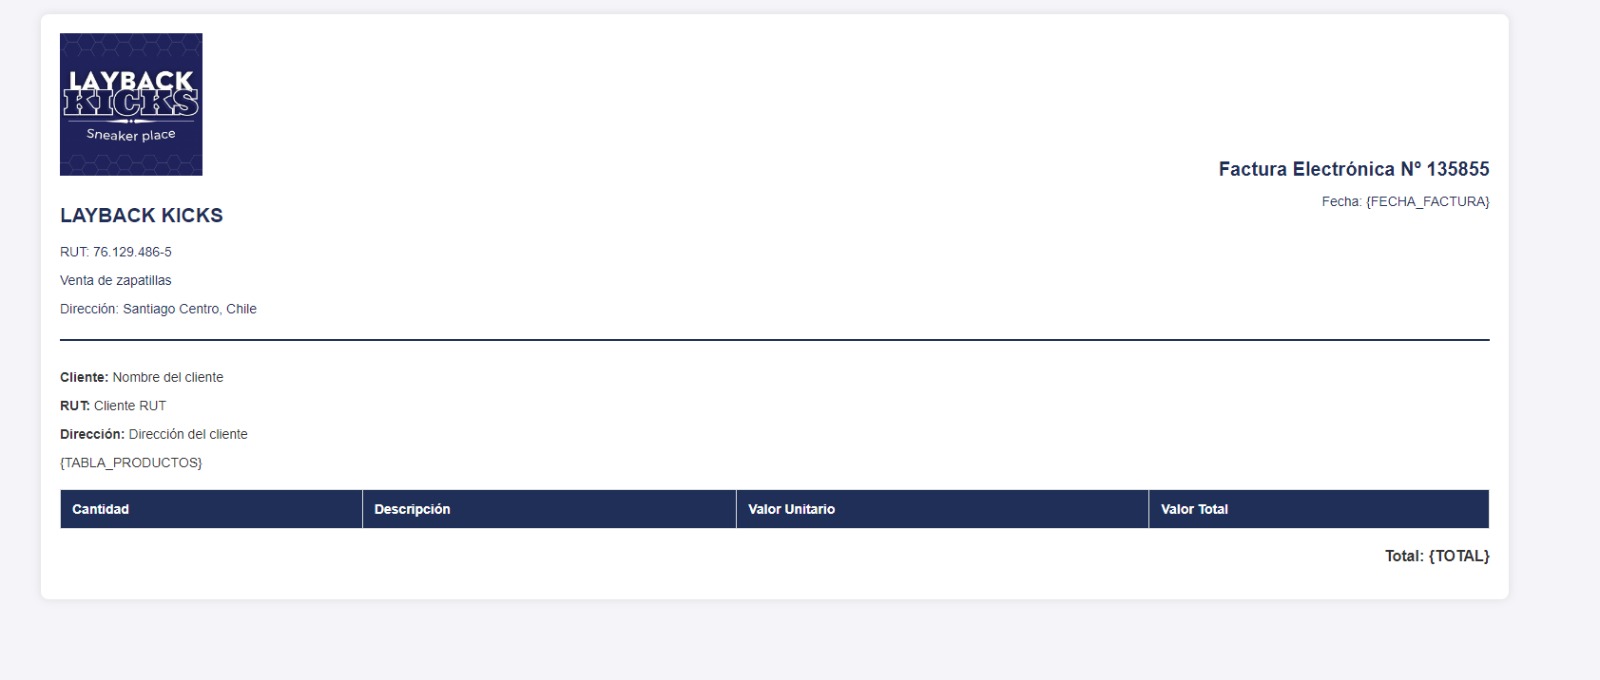 LAYBACK
KICKS
Sneaker place
Factura Electrónica Nº 135855
Fecha: {FECHA_FACTURA}
LAYBACK KICKS
RUT: 76.129.486-5
Venta de zapatillas
Dirección: Santiago Centro, Chile
Cliente: Nombre del cliente
RUT: Cliente RUT
Dirección: Dirección del cliente
{TABLA_PRODUCTOS}
Cantidad Descripción Valor Unitario Valor Total
Total: {TOTAL}